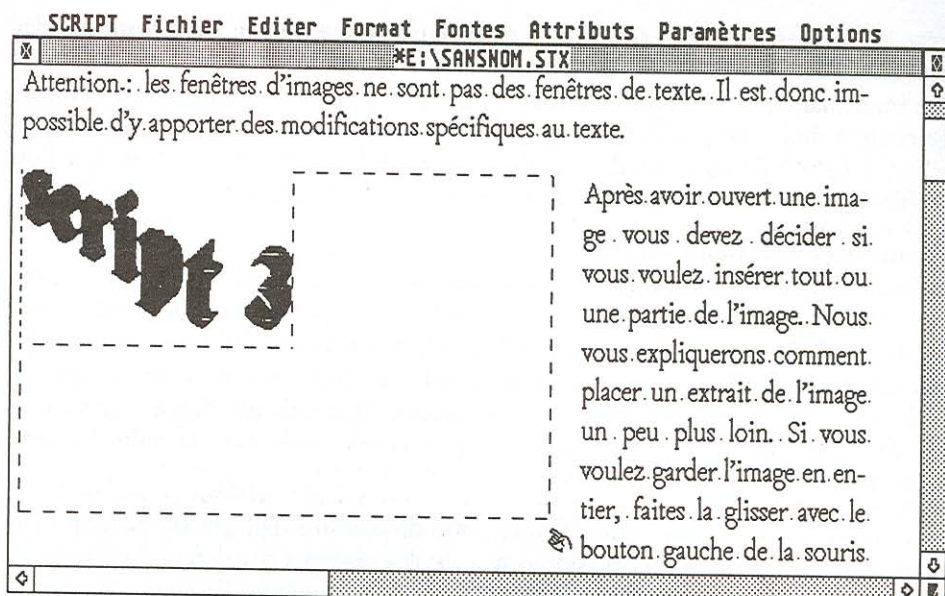 SCRIPT Fichier Editer Format Fontes Attributs Paramètres Options
*E:\SANSNOM.STX
Attention.:.les.fenêtres.d'images.ne.sont.pas.des.fenêtres.de.texte..Il.est.donc.im-
possible.d'y.apporter.des.modifications.spécifiques.au.texte.
Script 3
Après.avoir.ouvert.une.ima-
ge.vous.devez.décider.si.
vous.voulez.insérer.tout.ou.
une.partie.de.l'image..Nous.
vous.expliquerons.comment.
placer.un.extrait.de.l'image.
un.peu.plus.loin..Si.vous.
voulez.garder.l'image.en.en-
tier,.faites.la.glisser.avec.le.
bouton.gauche.de.la.souris.